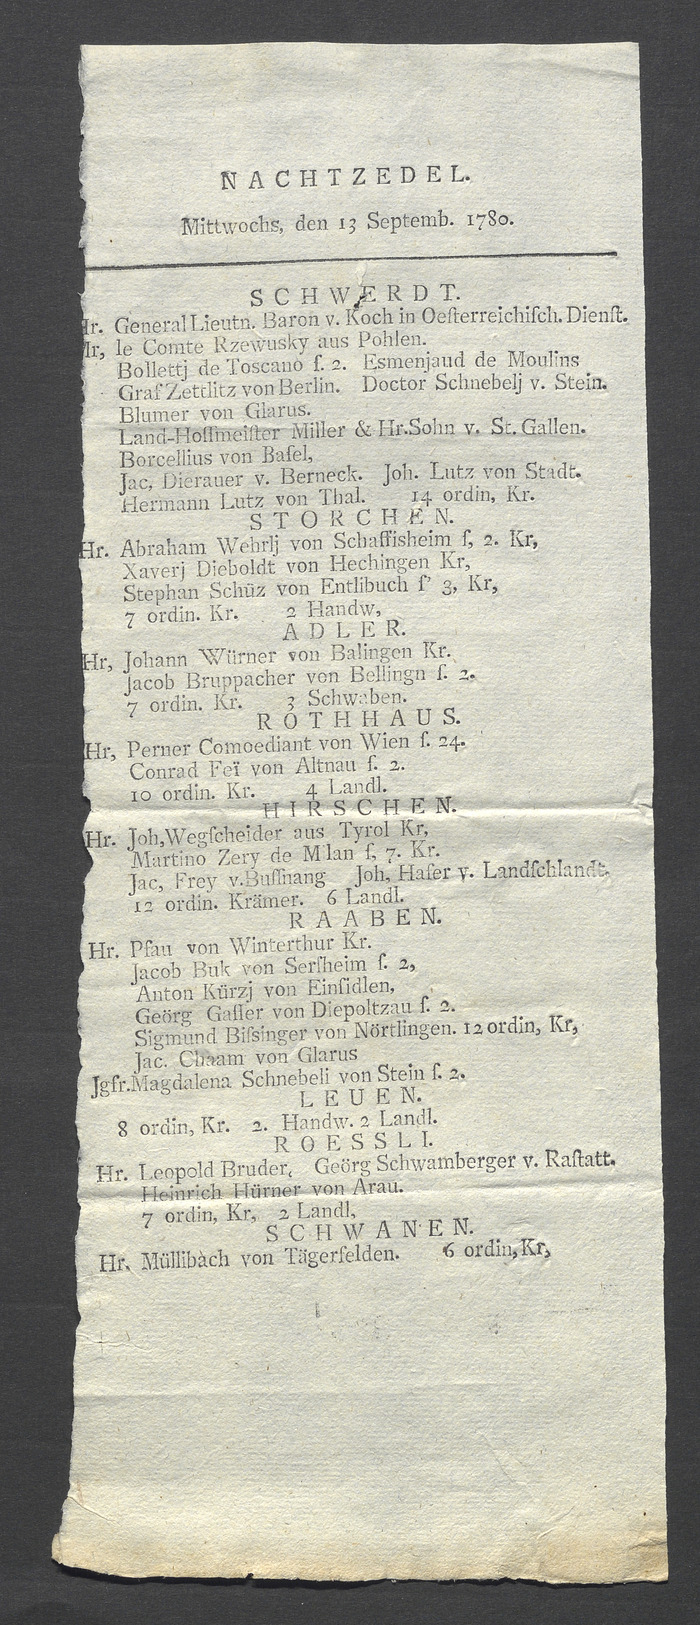 NACHTZEDEL.
Mittwochs, den 13 Septemb. 1780.
SCHWERDT.
Hr. General Lieutn. Baron v. Koch in Oeſterreichiſch. Dienſt.
Mr, le Comte Rzewusky aus Pohlen.
Bollettj de Toscano ſ. 2. Esmenjaud de Moulins
Graf Zettlitz von Berlin. Doctor Schnebelj v. Stein.
Blumer von Glarus.
Land-Hoffmeiſter Miller & Hr. Sohn v. St. Gallen.
Borcellius von Baſel,
Jac, Dierauer v. Berneck. Joh. Lutz von Stadt.
Hermann Lutz von Thal. 14 ordin, Kr.
STORCHEN.
Hr. Abraham Wehrlj von Schaffisheim ſ, 2. Kr,
Xaverj Dieboldt von Hechingen Kr,
Stephan Schüz von Entlibuch ſ' 3, Kr,
7 ordin. Kr. 2 Handw,
ADLER.
Hr, Johann Würner von Balingen Kr.
Jacob Bruppacher von Bellingn ſ. 2.
7 ordin. Kr. 3 Schwaben.
ROTHHAUS.
Hr, Perner Comoediant von Wien ſ. 24.
Conrad Feï von Altnau ſ. 2.
10 ordin. Kr. 4 Landl.
HIRSCHEN.
Hr. Joh, Wegſcheider aus Tyrol Kr,
Martino Zery de Milan ſ, 7. Kr.
Jac, Frey v. Buſſnang Joh, Haſer v. Landſchlandt.
12 ordin. Krämer. 6 Landl.
RAABEN.
Hr. Pfau von Winterthur Kr.
Jacob Buk von Serſheim ſ. 2,
Anton Kürzj von Einſidlen,
Geörg Gaſſer von Diepoltzau ſ. 2.
Sigmund Biſsinger von Nörtlingen. 12 ordin, Kr,
Jac. Chaam von Glarus
Jgfr. Magdalena Schnebeli von Stein ſ. 2.
LEUEN.
8 ordin, Kr. 2. Handw. 2 Landl.
ROESSLI.
Hr. Leopold Bruder, Geörg Schwamberger v. Raſtatt.
Heinrich Hürner von Arau.
7 ordin, Kr, 2 Landl,
SCHWANEN.
Hr. Müllibàch von Tägerfelden. 6 ordin, Kr,